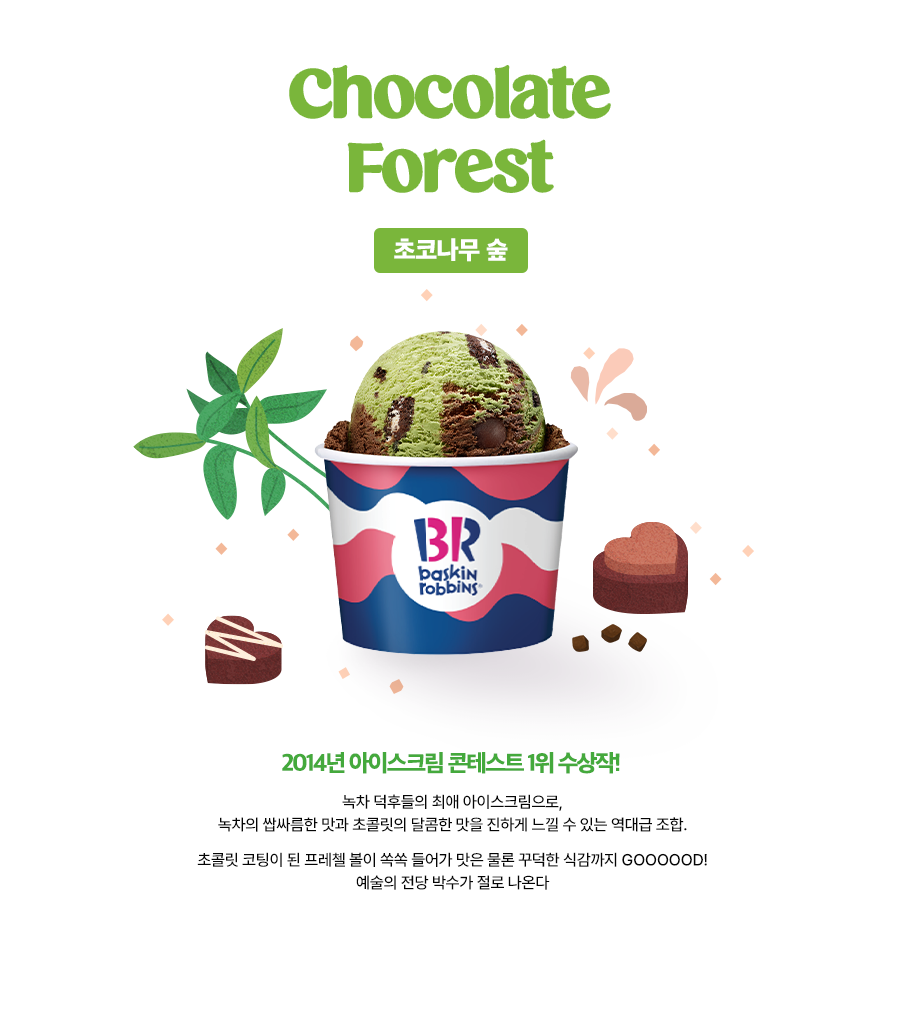 Chocolate
Forest
초코나무 숲
BR
baskin
robbins®
2014년 아이스크림 콘테스트 1위 수상작!
녹차 덕후들의 최애 아이스크림으로,
녹차의 쌉싸름한 맛과 초콜릿의 달콤한 맛을 진하게 느낄 수 있는 역대급 조합.
초콜릿 코팅이 된 프레첼 볼이 쏙쏙 들어가 맛은 물론 꾸덕한 식감까지 GOOOOOD!
예술의 전당 박수가 절로 나온다